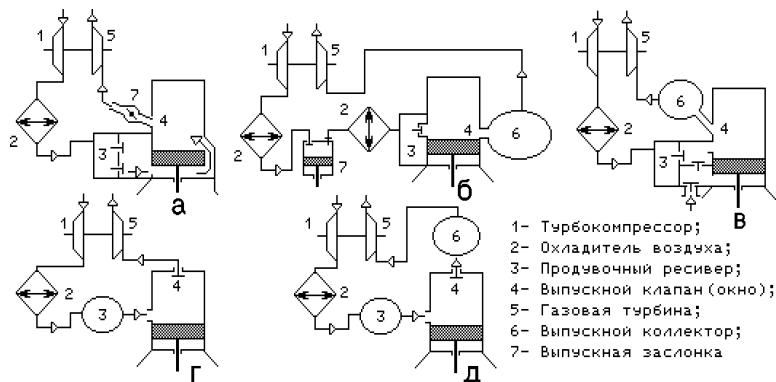 1 5 7 4 2 3 а
1 5 2 2 4 3 6 7 б
1 5 6 4 2 3 в
1 5 4 2 3 г
1 5 6 4 2 3 д
1- Турбокомпрессор;
2- Охладитель воздуха;
3- Продувочный ресивер;
4- Выпускной клапан(окно);
5- Газовая турбина;
6- Выпускной коллектор;
7- Выпускная заслонка